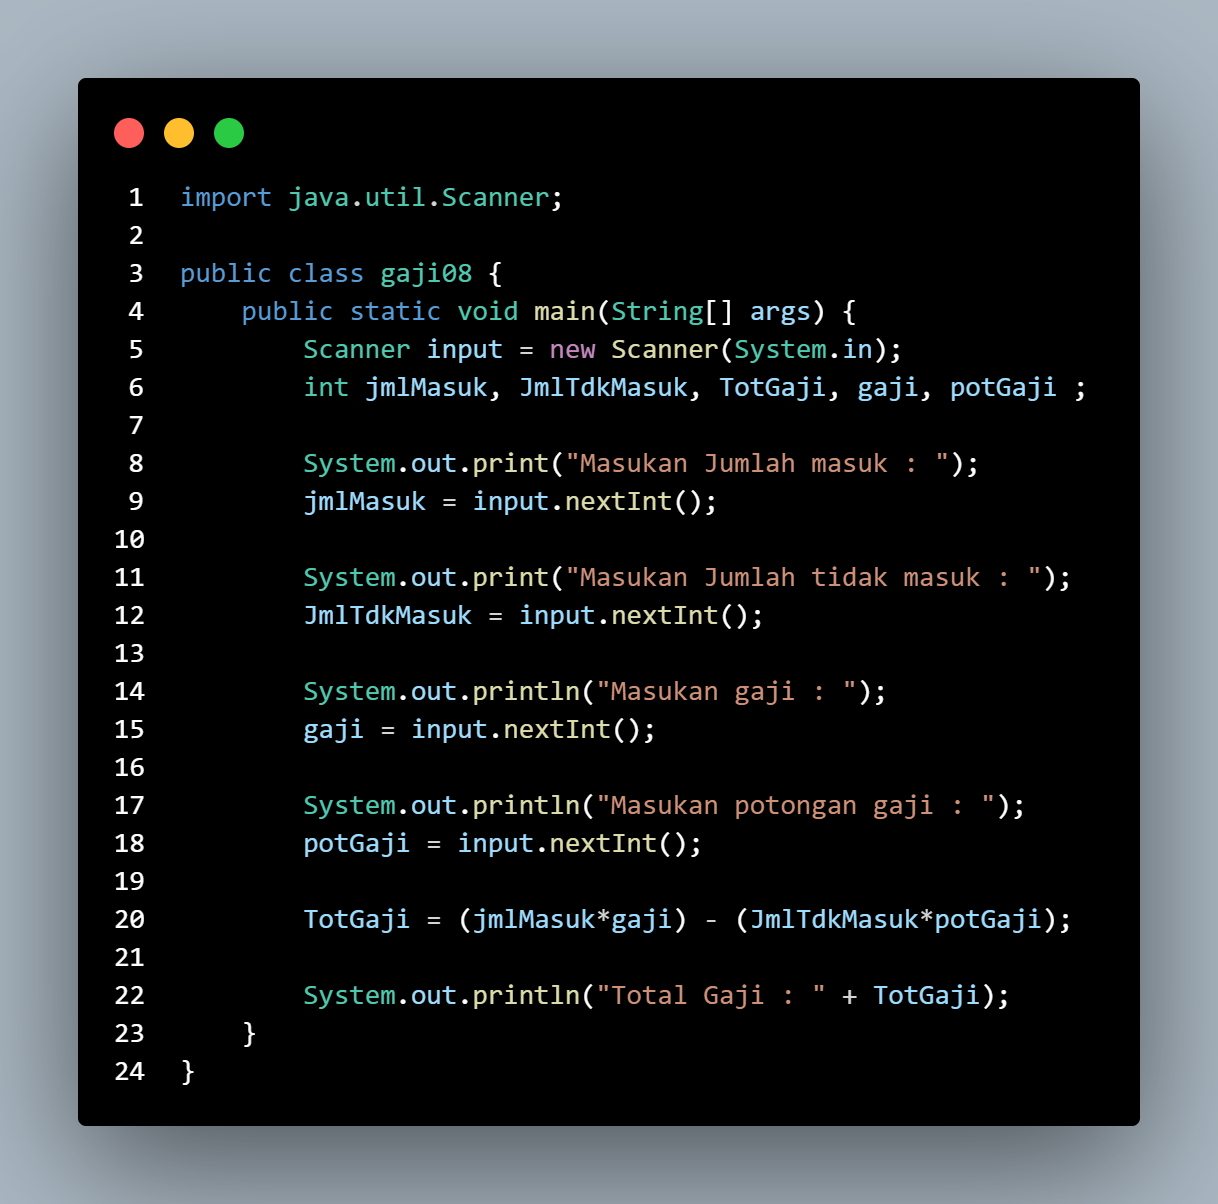 1 import java.util.Scanner;
2
3 public class gaji08 {
4     public static void main(String[] args) {
5         Scanner input = new Scanner(System.in);
6         int jmlMasuk, JmlTdkMasuk, TotGaji, gaji, potGaji ;
7
8         System.out.print("Masukan Jumlah masuk : ");
9         jmlMasuk = input.nextInt();
10
11         System.out.print("Masukan Jumlah tidak masuk : ");
12         JmlTdkMasuk = input.nextInt();
13
14         System.out.println("Masukan gaji : ");
15         gaji = input.nextInt();
16
17         System.out.println("Masukan potongan gaji : ");
18         potGaji = input.nextInt();
19
20         TotGaji = (jmlMasuk*gaji) - (JmlTdkMasuk*potGaji);
21
22         System.out.println("Total Gaji : " + TotGaji);
23     }
24 }